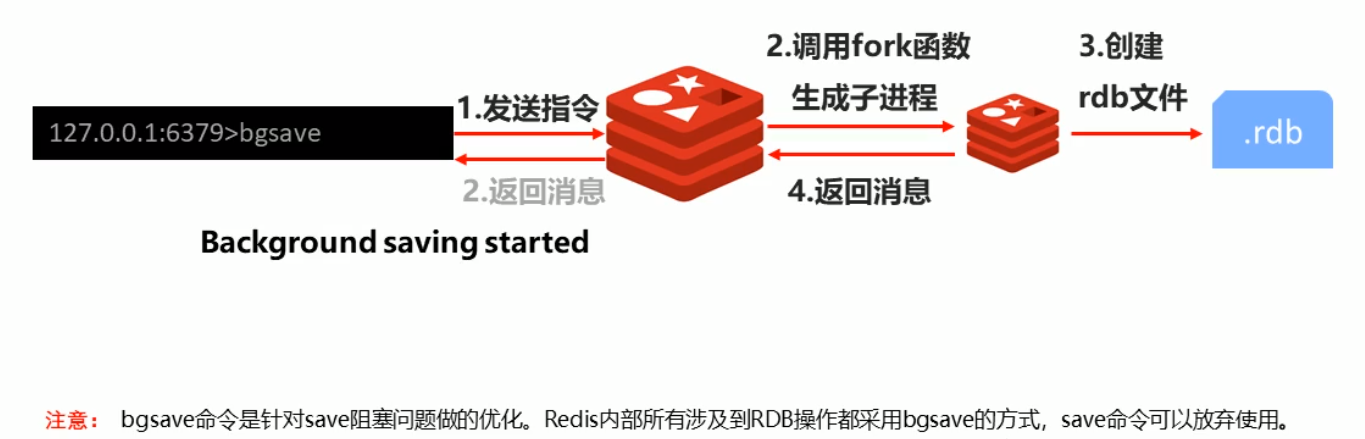 127.0.0.1:6379>bgsave
1.发送指令
2.返回消息
Background saving started
2.调用fork函数
生成子进程
4.返回消息
3.创建
rdb文件
.rdb
注意： bgsave命令是针对save阻塞问题做的优化。Redis内部所有涉及到RDB操作都采用bgsave的方式，save命令可以放弃使用。